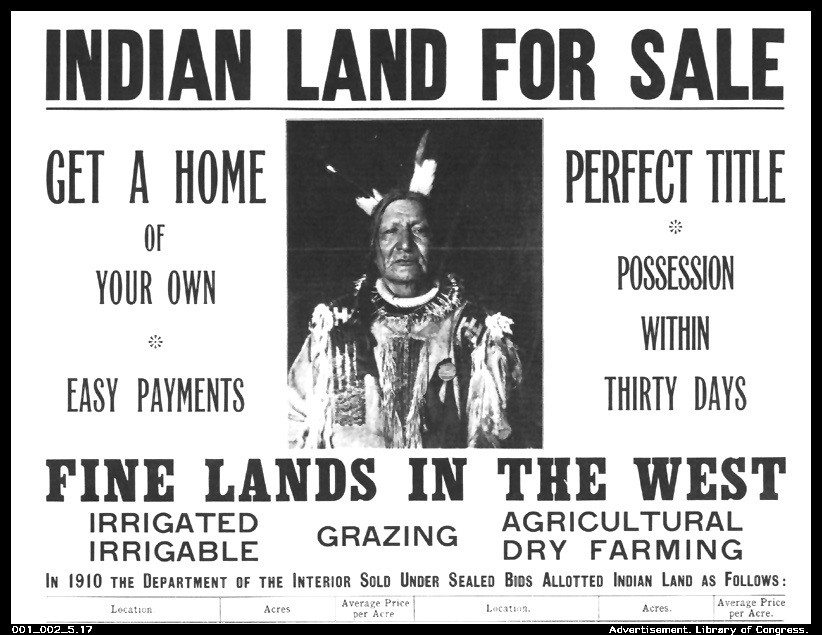 INDIAN LAND FOR SALE
GET A HOME
OF
YOUR OWN
EASY PAYMENTS
PERFECT TITLE
POSSESSION
WITHIN
THIRTY DAYS
FINE LANDS IN THE WEST
IRRIGATED
IRRIGABLE
GRAZING
AGRICULTURAL
DRY FARMING
IN 1910 THE DEPARTMENT OF THE INTERIOR SOLD UNDER SEALED BIDS ALLOTTED INDIAN LAND AS FOLLOWS:
Location
Acres
Average Price
per Acre
Location.
Acres.
Average Price
per Acre.
001_002_5.17
Advertisement. Library of Congress.